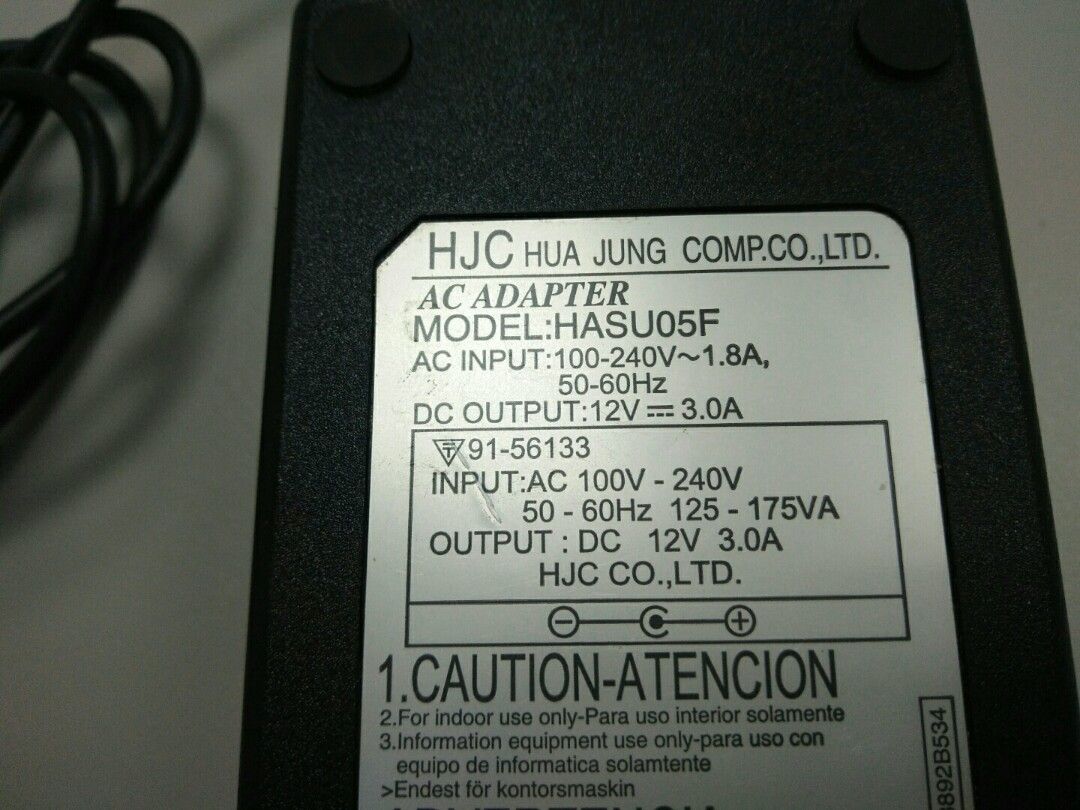 HJC HUA JUNG COMP.CO.,LTD.
AC ADAPTER
MODEL:HASU05F
AC INPUT:100-240V~1.8A,
50-60Hz
DC OUTPUT:12V⎓3.0A
91-56133
INPUT:AC 100V - 240V
50 - 60Hz 125 - 175VA
OUTPUT : DC 12V 3.0A
HJC CO.,LTD.
1.CAUTION-ATENCION
2.For indoor use only-Para uso interior solamente
3.Information equipment use only-para uso con
equipo de informatica solamtente
>Endest för kontorsmaskin
892B534